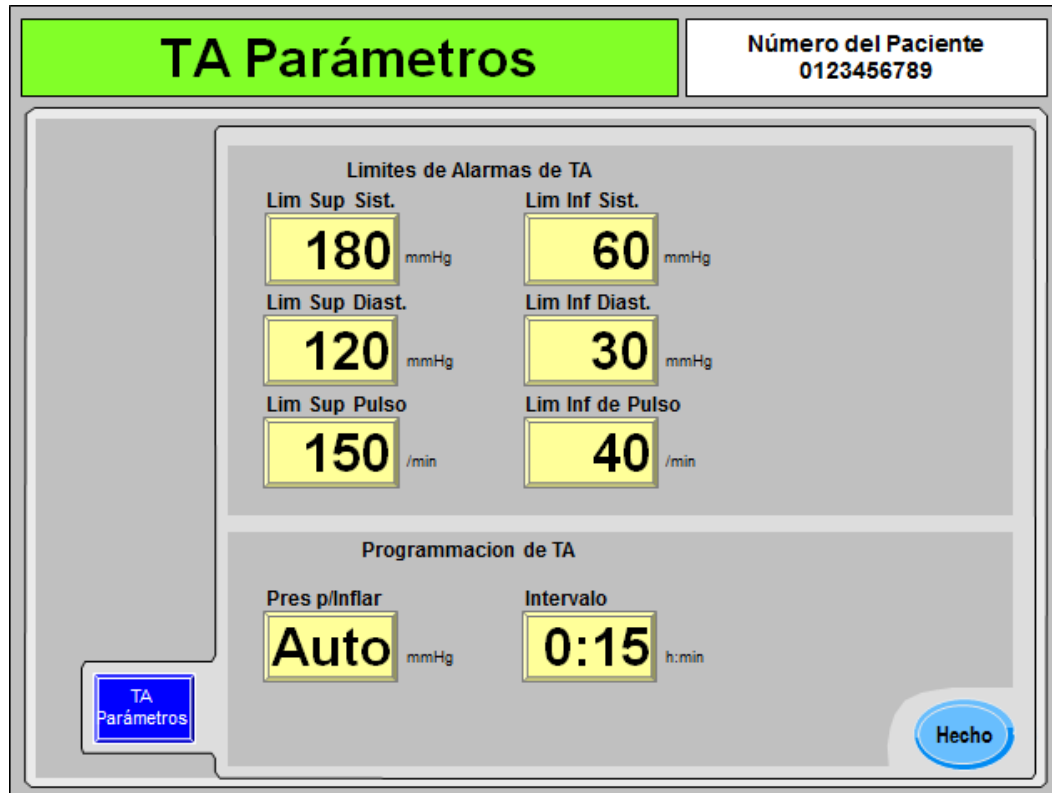 TA Parámetros
Número del Paciente
0123456789
Limites de Alarmas de TA
Lim Sup Sist.
Lim Inf Sist.
180 mmHg
60 mmHg
Lim Sup Diast.
Lim Inf Diast.
120 mmHg
30 mmHg
Lim Sup Pulso
Lim Inf de Pulso
150 /min
40 /min
Programmacion de TA
Pres p/Inflar
Intervalo
Auto mmHg
0:15 h:min
TA
Parámetros
Hecho